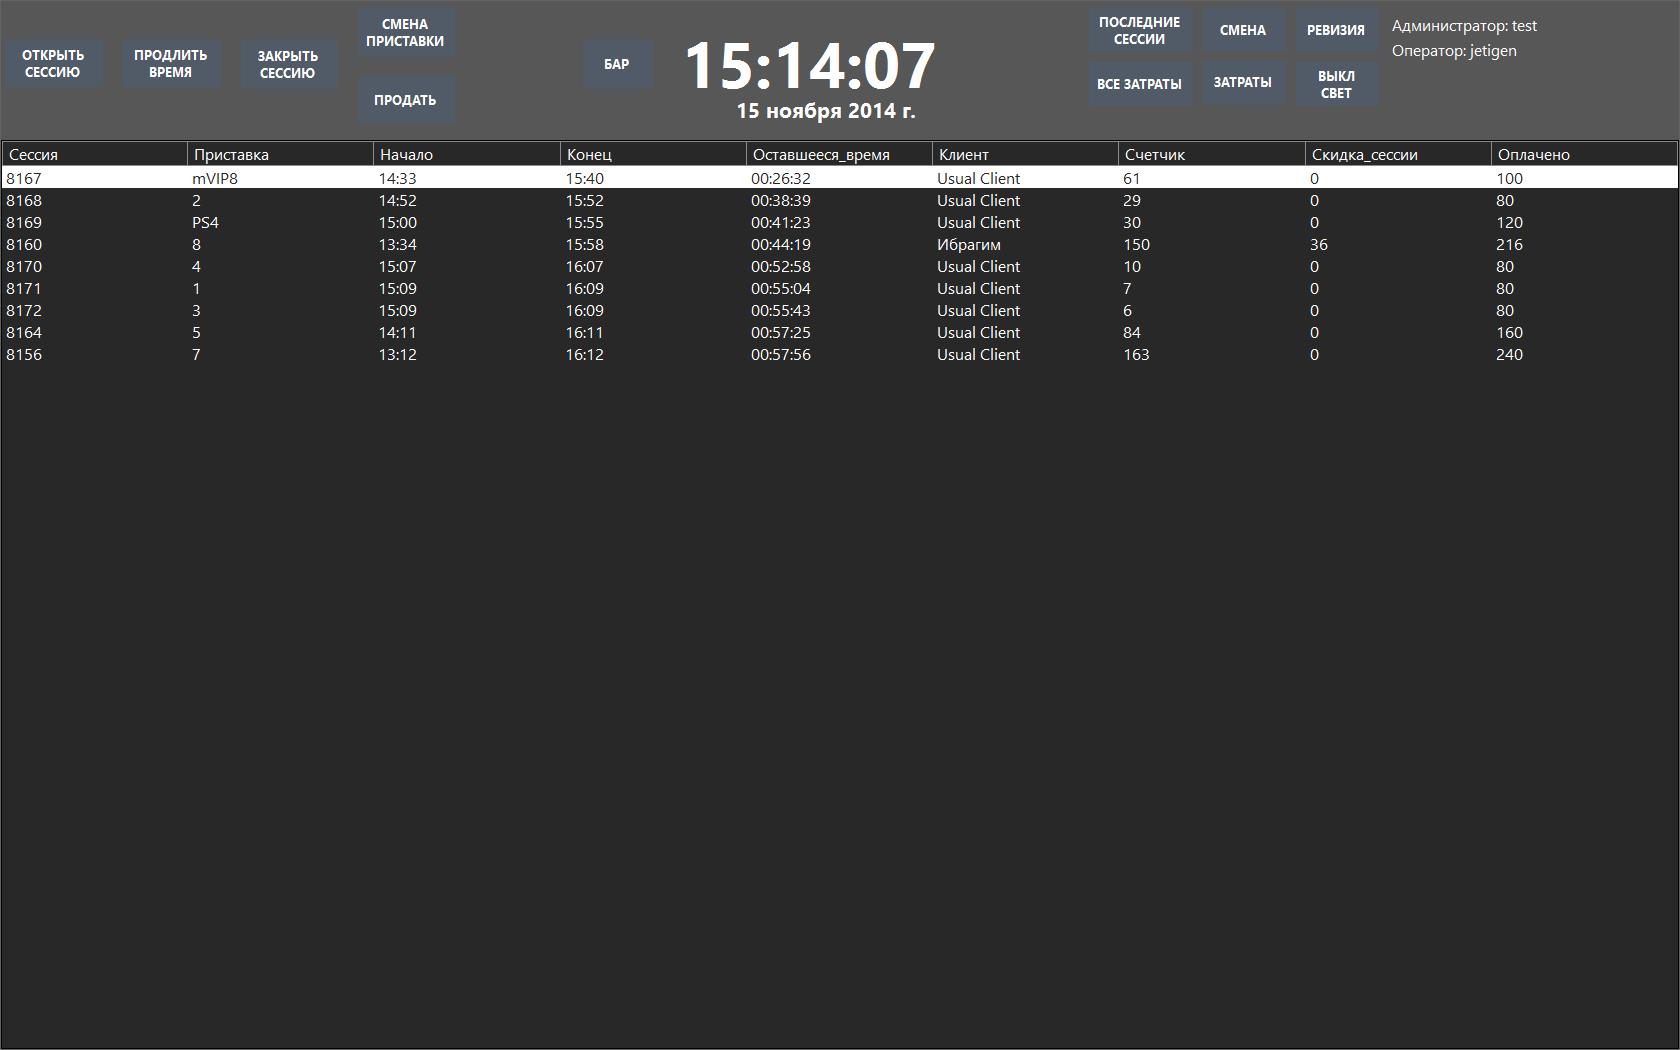 ОТКРЫТЬ
СЕССИЮ
ПРОДЛИТЬ
ВРЕМЯ
ЗАКРЫТЬ
СЕССИЮ
СМЕНА
ПРИСТАВКИ
ПРОДАТЬ
БАР
15:14:07
15 ноября 2014 г.
ПОСЛЕДНИЕ
СЕССИИ
СМЕНА
РЕВИЗИЯ
ВСЕ ЗАТРАТЫ
ЗАТРАТЫ
ВЫКЛ
СВЕТ
Администратор: test
Оператор: jetigen
Сессия Приставка Начало Конец Оставшееся_время Клиент Счетчик Скидка_сессии Оплачено
8167 mVIP8 14:33 15:40 00:26:32 Usual Client 61 0 100
8168 2 14:52 15:52 00:38:39 Usual Client 29 0 80
8169 PS4 15:00 15:55 00:41:23 Usual Client 30 0 120
8160 8 13:34 15:58 00:44:19 Ибрагим 150 36 216
8170 4 15:07 16:07 00:52:58 Usual Client 10 0 80
8171 1 15:09 16:09 00:55:04 Usual Client 7 0 80
8172 3 15:09 16:09 00:55:43 Usual Client 6 0 80
8164 5 14:11 16:11 00:57:25 Usual Client 84 0 160
8156 7 13:12 16:12 00:57:56 Usual Client 163 0 240